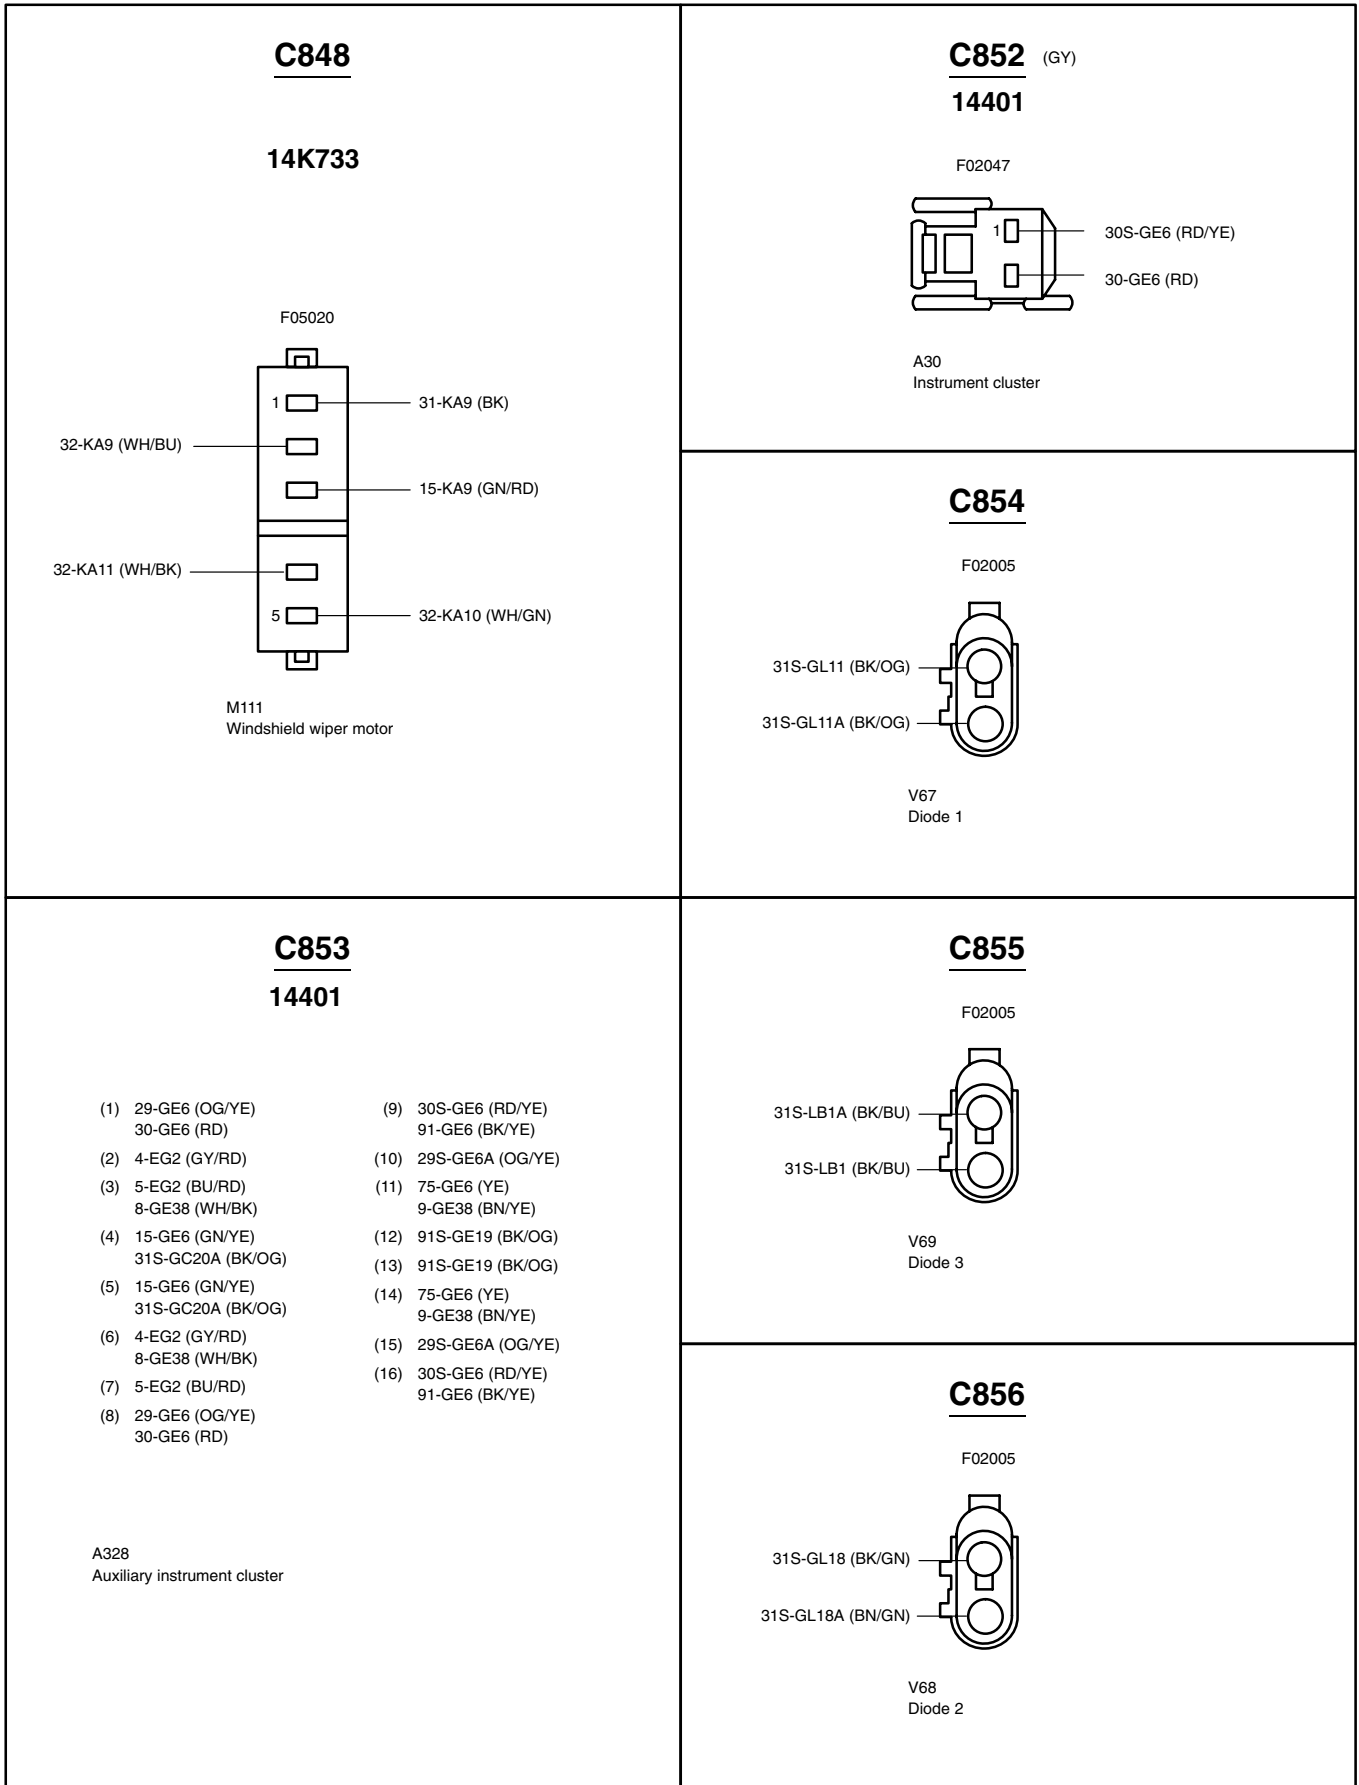 C848
14K733
F05020
1
31-KA9 (BK)
32-KA9 (WH/BU)
15-KA9 (GN/RD)
32-KA11 (WH/BK)
5
32-KA10 (WH/GN)
M111
Windshield wiper motor
C852 (GY)
14401
F02047
1
30S-GE6 (RD/YE)
30-GE6 (RD)
A30
Instrument cluster
C854
F02005
31S-GL11 (BK/OG)
31S-GL11A (BK/OG)
V67
Diode 1
C853
14401
(1) 29-GE6 (OG/YE)
30-GE6 (RD)
(2) 4-EG2 (GY/RD)
(3) 5-EG2 (BU/RD)
8-GE38 (WH/BK)
(4) 15-GE6 (GN/YE)
31S-GC20A (BK/OG)
(5) 15-GE6 (GN/YE)
31S-GC20A (BK/OG)
(6) 4-EG2 (GY/RD)
8-GE38 (WH/BK)
(7) 5-EG2 (BU/RD)
(8) 29-GE6 (OG/YE)
30-GE6 (RD)
(9) 30S-GE6 (RD/YE)
91-GE6 (BK/YE)
(10) 29S-GE6A (OG/YE)
(11) 75-GE6 (YE)
9-GE38 (BN/YE)
(12) 91S-GE19 (BK/OG)
(13) 91S-GE19 (BK/OG)
(14) 75-GE6 (YE)
9-GE38 (BN/YE)
(15) 29S-GE6A (OG/YE)
(16) 30S-GE6 (RD/YE)
91-GE6 (BK/YE)
A328
Auxiliary instrument cluster
C855
F02005
31S-LB1A (BK/BU)
31S-LB1 (BK/BU)
V69
Diode 3
C856
F02005
31S-GL18 (BK/GN)
31S-GL18A (BN/GN)
V68
Diode 2